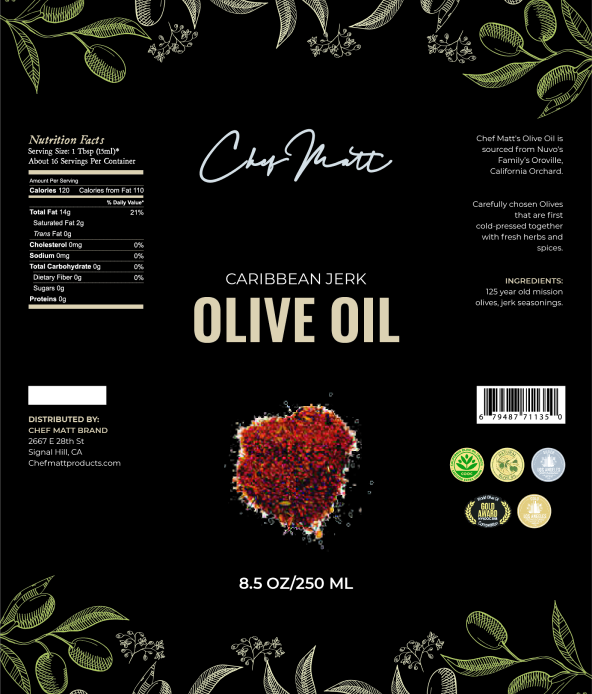 Nutrition Facts
Serving Size: 1 Tbsp (15ml)*
About 16 Servings Per Container
Amount Per Serving
Calories 120 Calories from Fat 110
% Daily Value*
Total Fat 14g 21%
Saturated Fat 2g
Trans Fat 0g
Cholesterol 0mg 0%
Sodium 0mg 0%
Total Carbohydrate 0g 0%
Dietary Fiber 0g 0%
Sugars 0g
Proteins 0g
DISTRIBUTED BY:
CHEF MATT BRAND
2667 E 28th St
Signal Hill, CA
Chefmattproducts.com
Chef Matt
CARIBBEAN JERK
OLIVE OIL
8.5 OZ/250 ML
Chef Matt's Olive Oil is
sourced from Nuvo's
Family's Oroville,
California Orchard.
Carefully chosen Olives
that are first
cold-pressed together
with fresh herbs and
spices.
INGREDIENTS:
125 year old mission
olives, jerk seasonings.
6 79487 71135 0
COOC
GOLD
AWARD